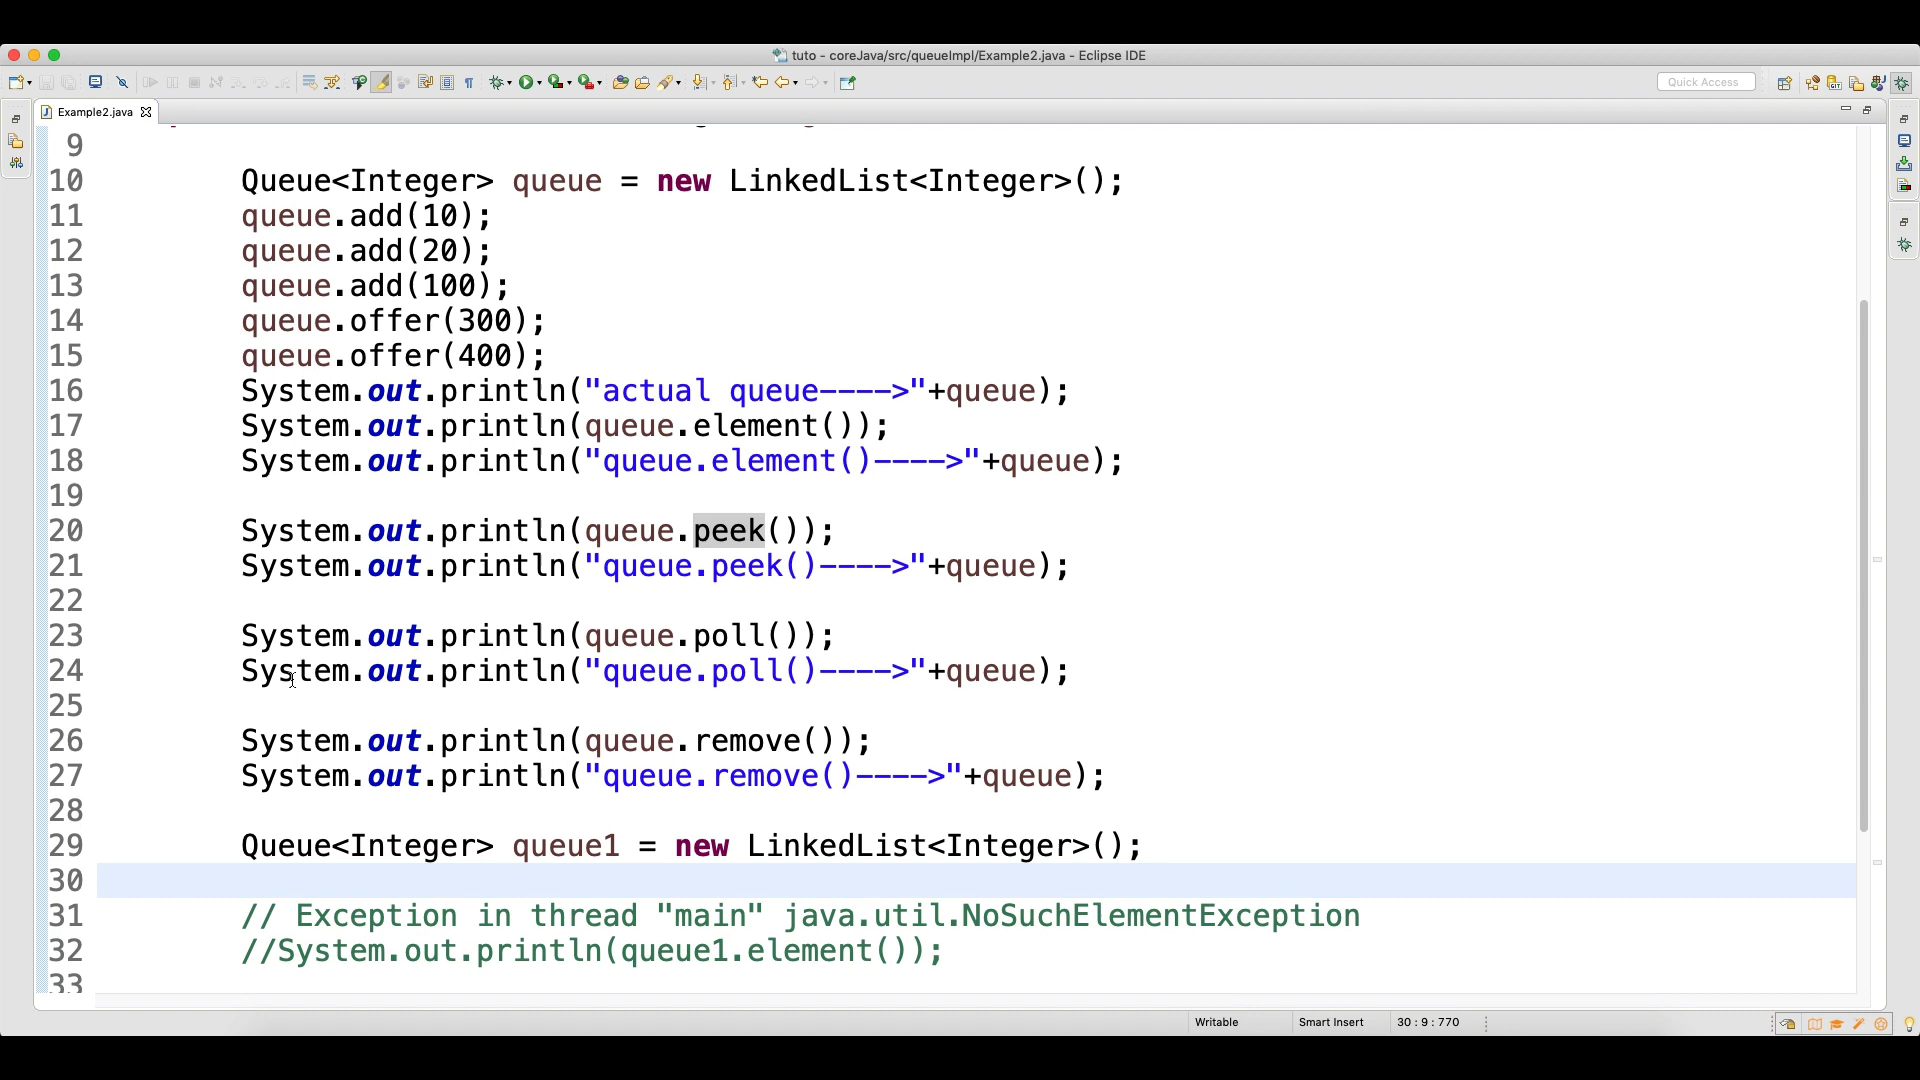 tuto - coreJava/src/queueImpl/Example2.java - Eclipse IDE
Quick Access
Example2.java
9
10 Queue<Integer> queue = new LinkedList<Integer>();
11 queue.add(10);
12 queue.add(20);
13 queue.add(100);
14 queue.offer(300);
15 queue.offer(400);
16 System.out.println("actual queue---->"+queue);
17 System.out.println(queue.element());
18 System.out.println("queue.element()---->"+queue);
19
20 System.out.println(queue.peek());
21 System.out.println("queue.peek()---->"+queue);
22
23 System.out.println(queue.poll());
24 System.out.println("queue.poll()---->"+queue);
25
26 System.out.println(queue.remove());
27 System.out.println("queue.remove()---->"+queue);
28
29 Queue<Integer> queue1 = new LinkedList<Integer>();
30
31 // Exception in thread "main" java.util.NoSuchElementException
32 //System.out.println(queue1.element());
33
Writable Smart Insert 30 : 9 : 770